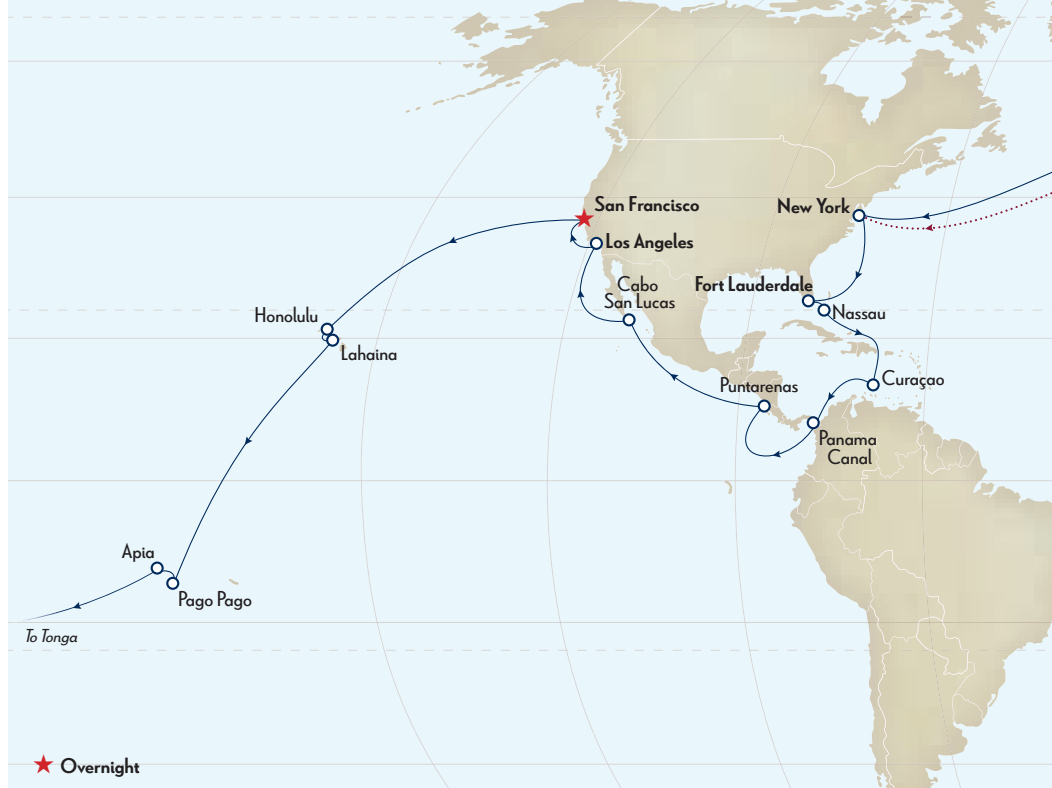 San Francisco
New York
Los Angeles
Fort Lauderdale
Cabo
San Lucas
Nassau
Honolulu
Lahaina
Curaçao
Puntarenas
Panama
Canal
Apia
Pago Pago
To Tonga
Overnight